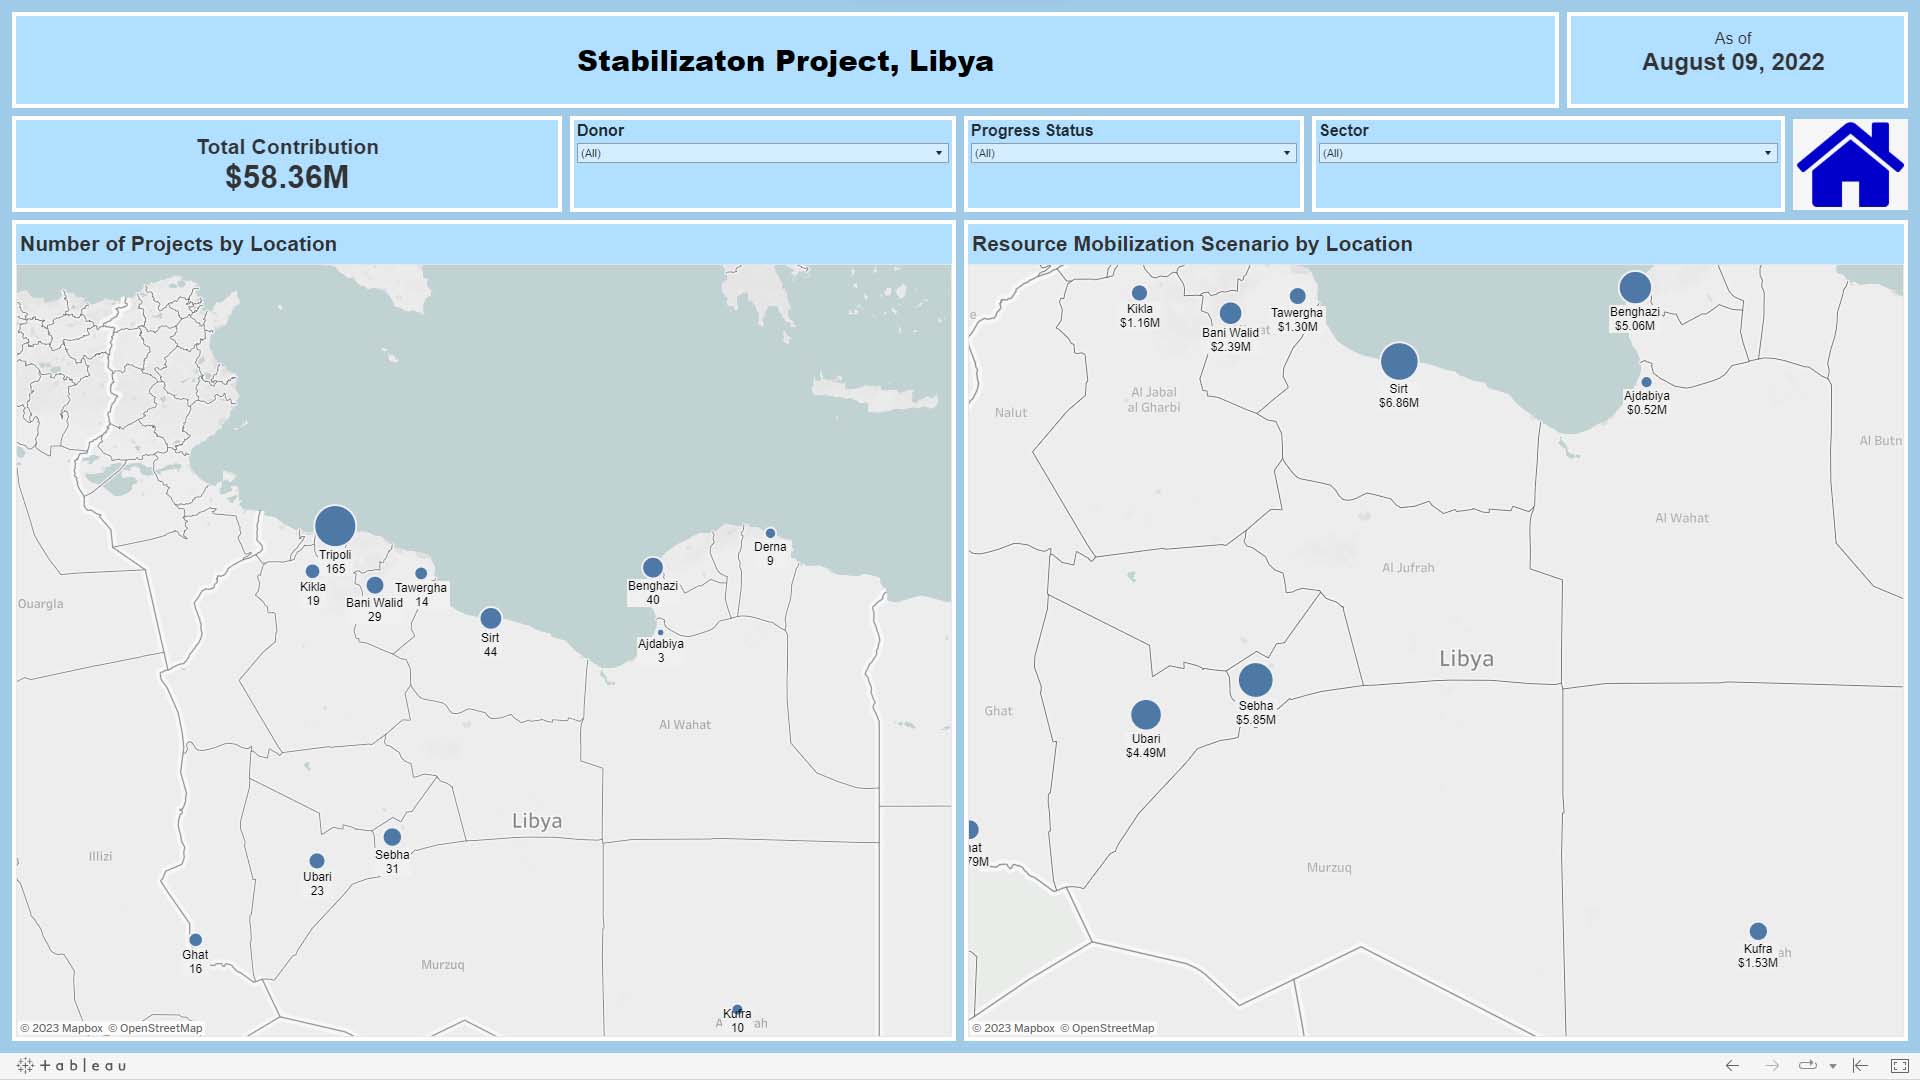 Stabilizaton Project, Libya
As of
August 09, 2022
Total Contribution
$58.36M
Donor
(All)
Progress Status
(All)
Sector
(All)
Number of Projects by Location
Tripoli
165
Kikla
19
Bani Walid
29
Tawergha
14
Sirt
44
Benghazi
40
Derna
9
Ajdabiya
3
Ouargla
Al Wahat
Libya
Illizi
Sebha
31
Ubari
23
Ghat
16
Murzuq
Kufra
10
© 2023 Mapbox © OpenStreetMap
Resource Mobilization Scenario by Location
Kikla
$1.16M
Bani Walid
$2.39M
Tawergha
$1.30M
Benghazi
$5.06M
Sirt
$6.86M
Ajdabiya
$0.52M
Al Jabal
al Gharbi
Nalut
Al Butn
Al Wahat
Al Jufrah
Libya
Ghat
Sebha
$5.85M
Ubari
$4.49M
hat
79M
Murzuq
Kufra
$1.53M
© 2023 Mapbox © OpenStreetMap
+ableau